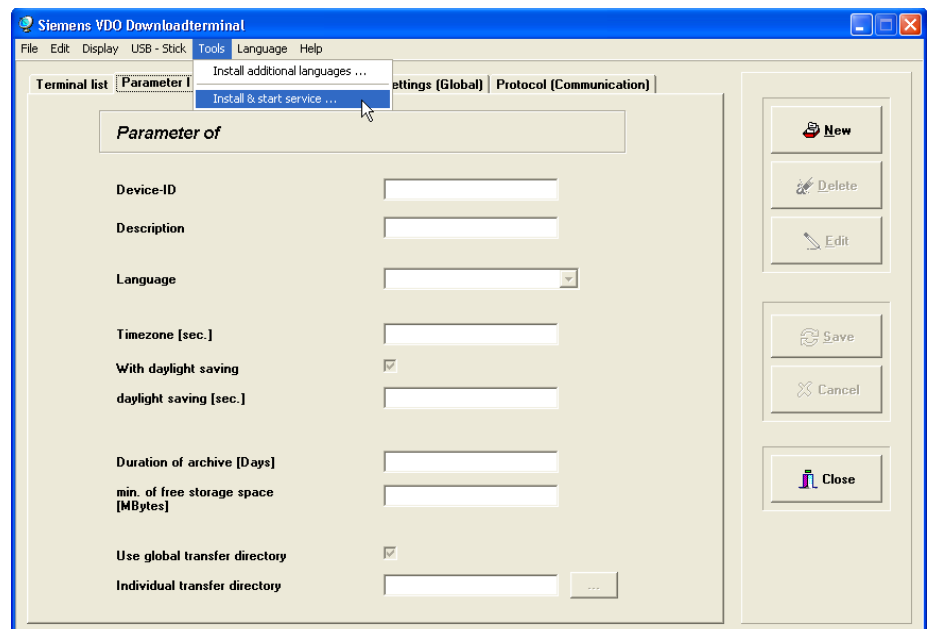 Siemens VDO Downloadterminal
File Edit Display USB - Stick Tools Language Help
Install additional languages ...
Install & start service ...
Terminal list Parameter l ettings (Global) Protocol (Communication)
Parameter of
New
Device-ID
Delete
Description
Edit
Language
Timezone [sec.]
Save
With daylight saving
Cancel
daylight saving [sec.]
Duration of archive [Days]
Close
min. of free storage space
[MBytes]
Use global transfer directory
Individual transfer directory
...